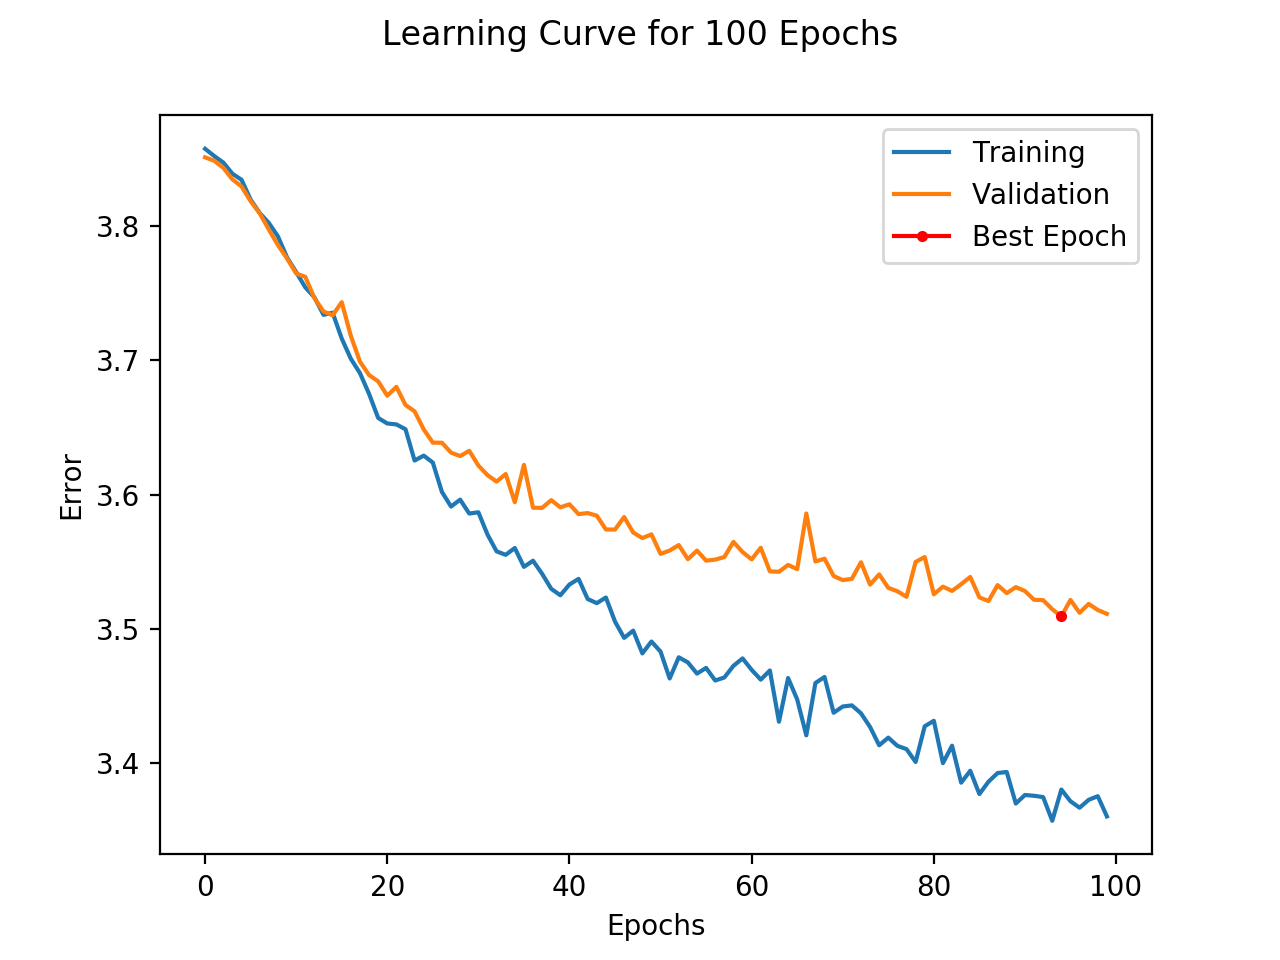 Learning Curve for 100 Epochs
Training
Validation
Best Epoch
3.8
3.7
3.6
3.5
3.4
Error
0 20 40 60 80 100
Epochs